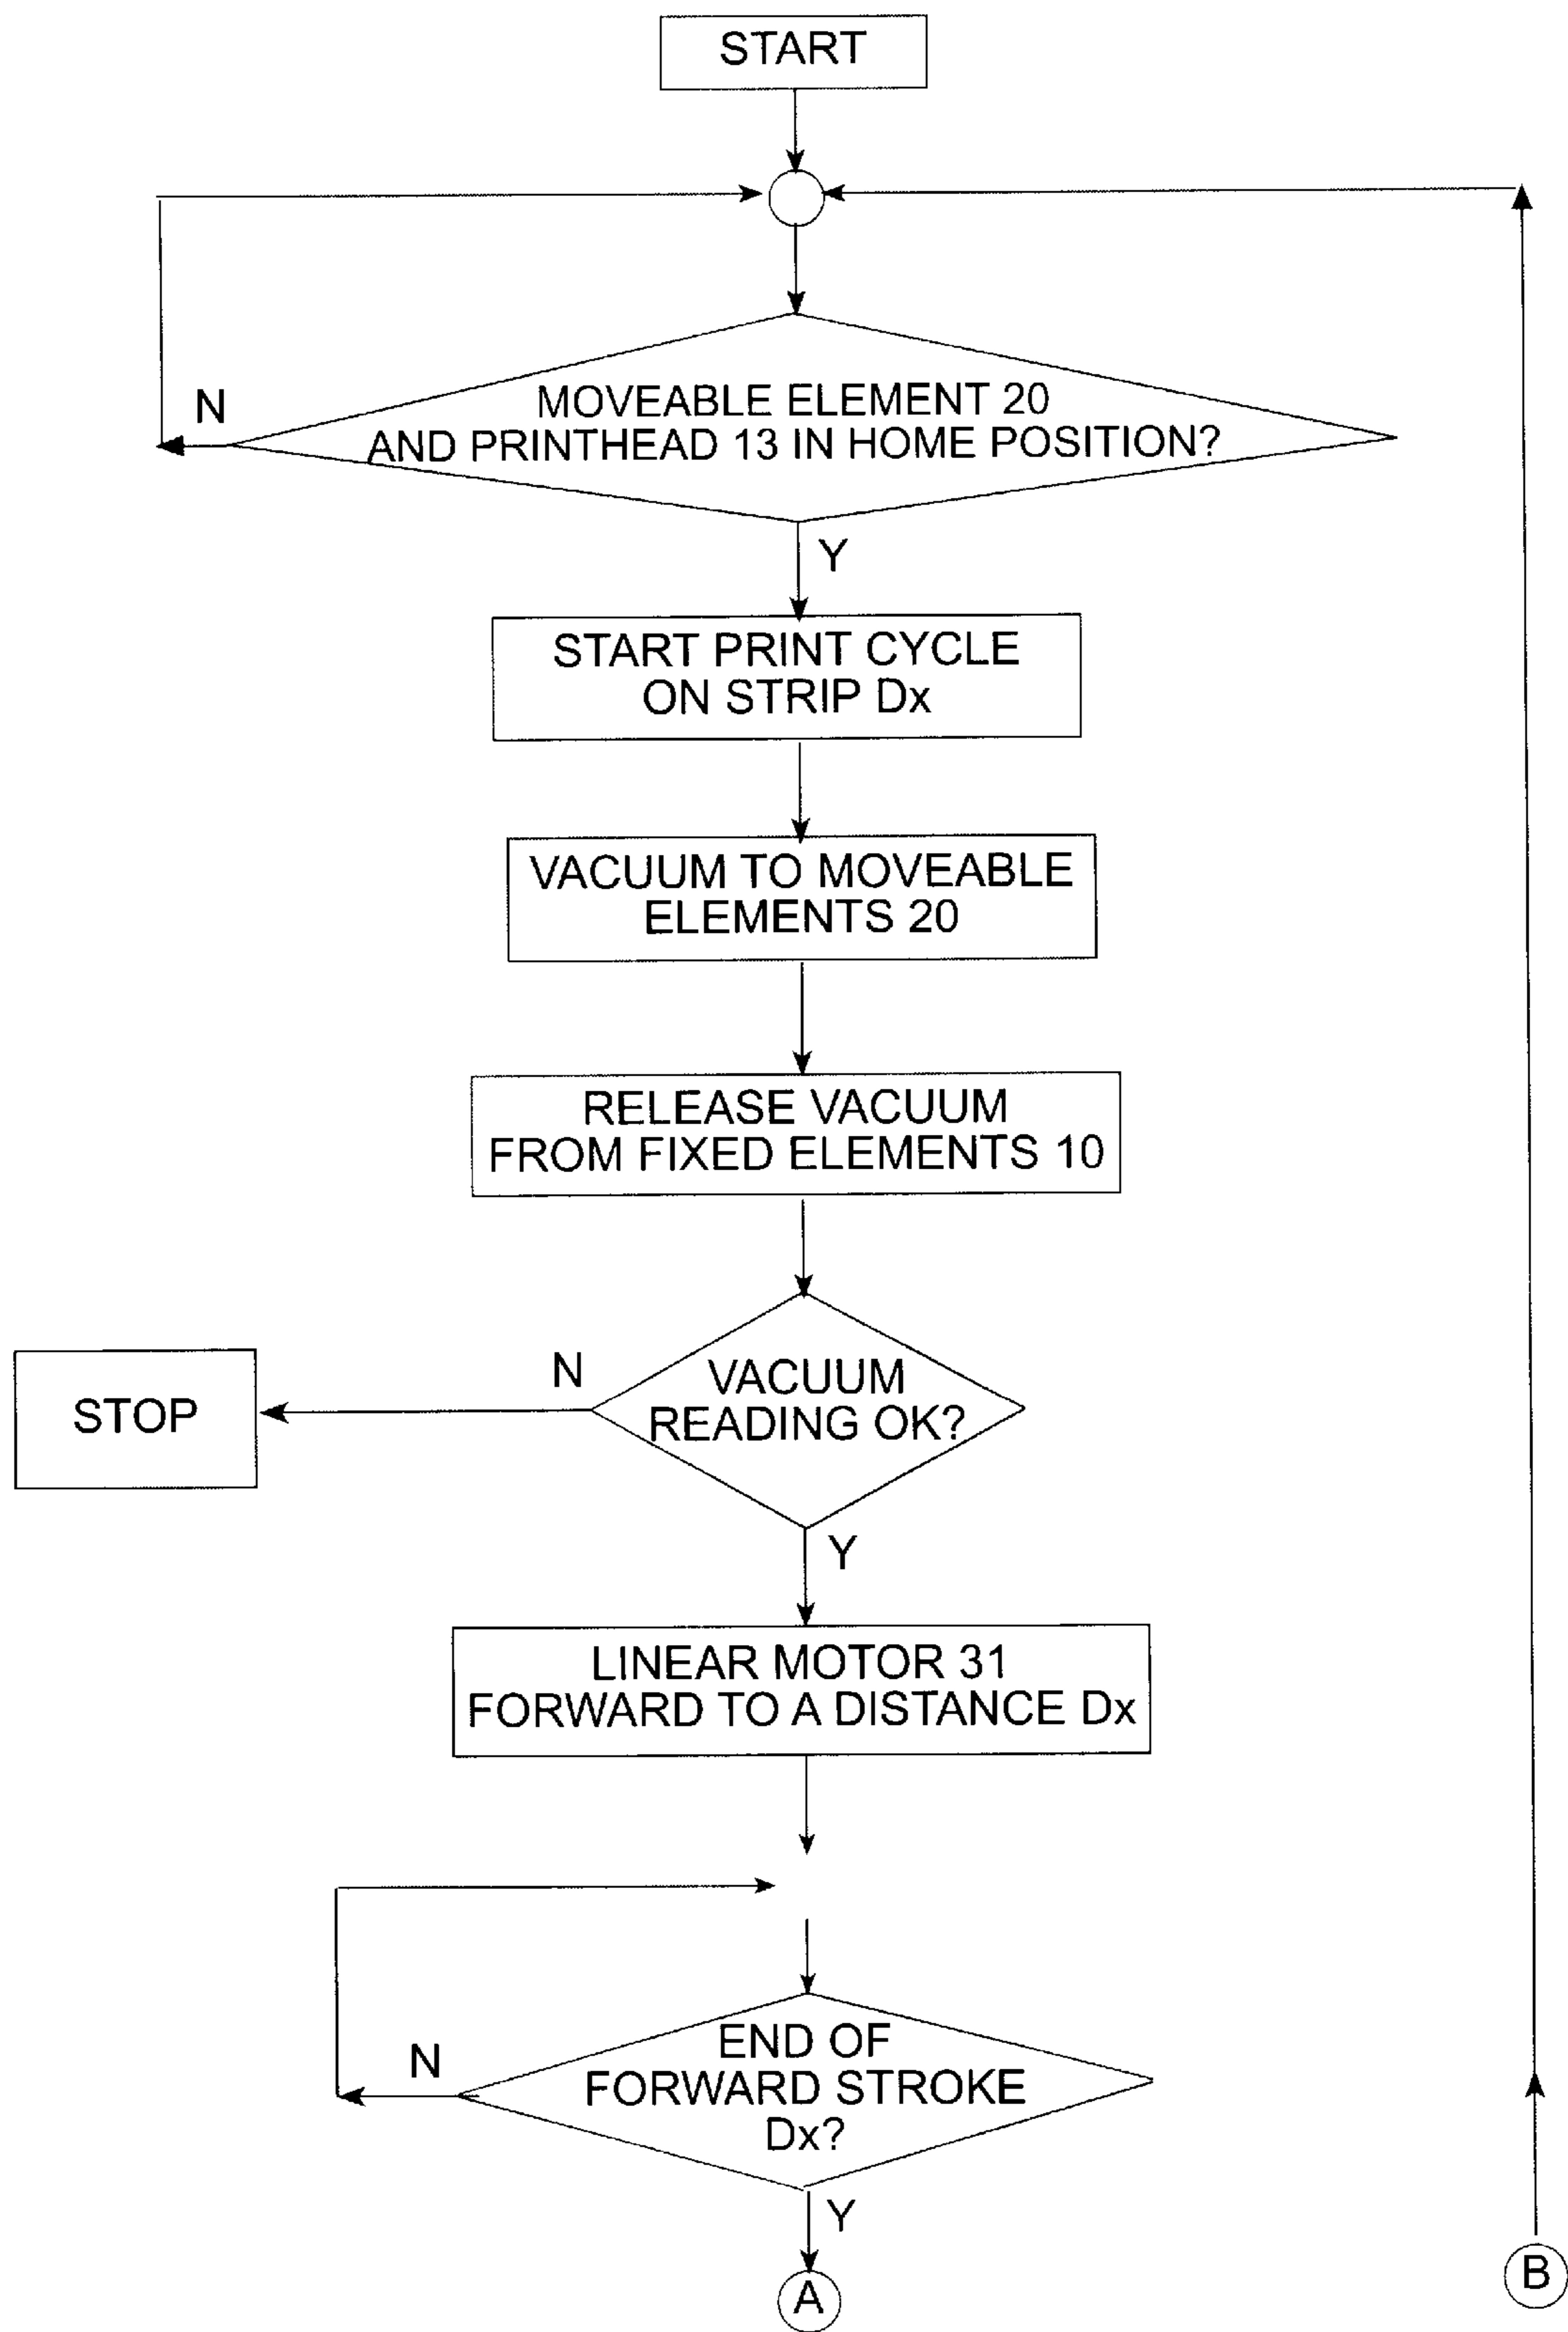 START
N
MOVEABLE ELEMENT 20
AND PRINTHEAD 13 IN HOME POSITION?
Y
START PRINT CYCLE
ON STRIP Dx
VACUUM TO MOVEABLE
ELEMENTS 20
RELEASE VACUUM
FROM FIXED ELEMENTS 10
STOP
N
VACUUM
READING OK?
Y
LINEAR MOTOR 31
FORWARD TO A DISTANCE Dx
N
END OF
FORWARD STROKE
Dx?
Y
A
B